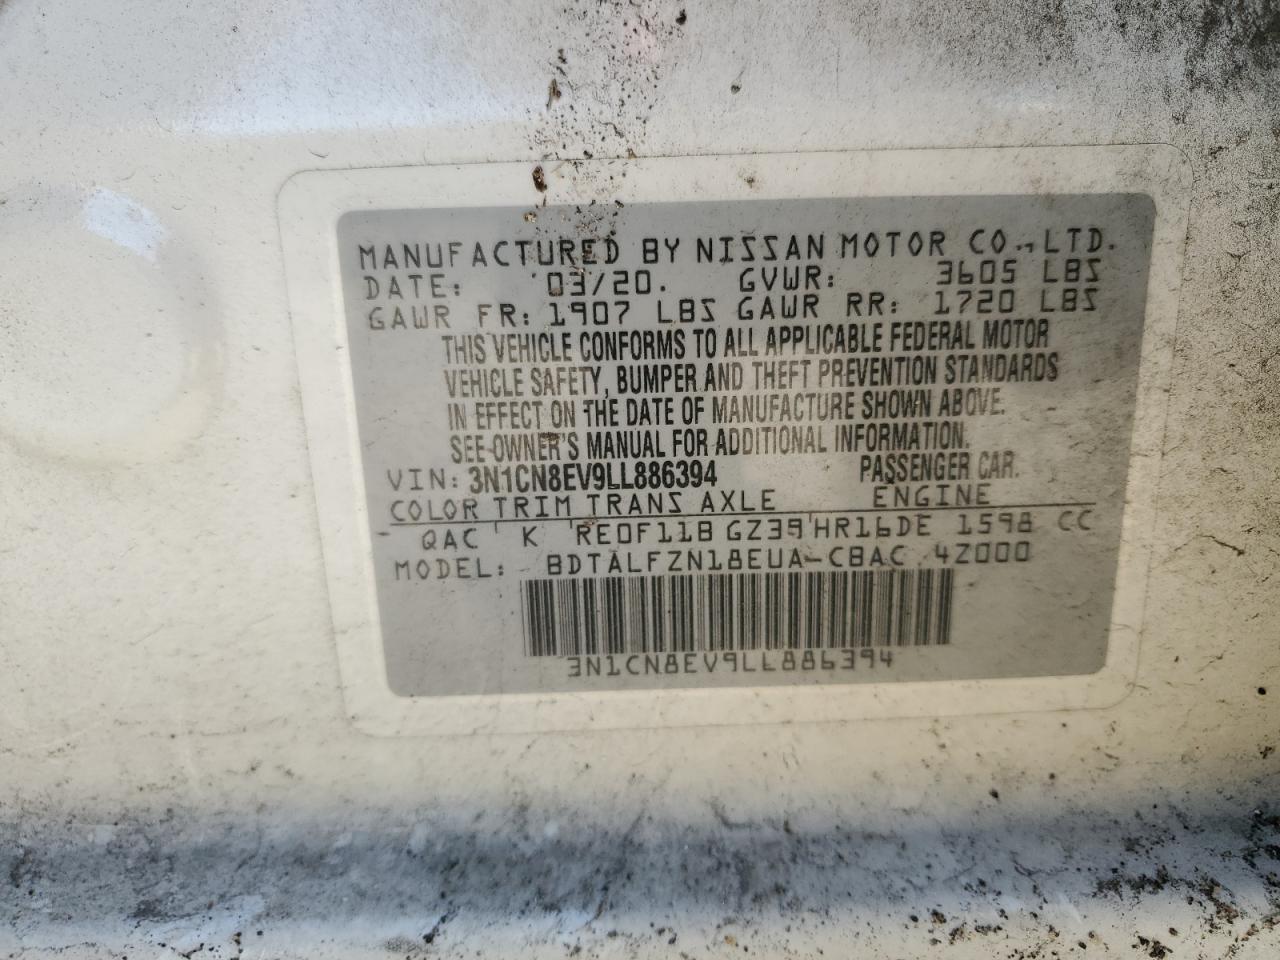 MANUFACTURED BY NISSAN MOTOR CO., LTD.
DATE: 03/20. GVWR: 3605 LBS
GAWR FR: 1907 LBS GAWR RR: 1720 LBS
THIS VEHICLE CONFORMS TO ALL APPLICABLE FEDERAL MOTOR
VEHICLE SAFETY, BUMPER AND THEFT PREVENTION STANDARDS
IN EFFECT ON THE DATE OF MANUFACTURE SHOWN ABOVE.
SEE OWNER'S MANUAL FOR ADDITIONAL INFORMATION.
VIN: 3N1CN8EV9LL886394 PASSENGER CAR.
COLOR TRIM TRANS AXLE ENGINE
QAC K RE0F11B GZ39 HR16DE 1598 CC
MODEL: BDTALFZN18EUA-CBAC 4Z000
3N1CN8EV9LL886394